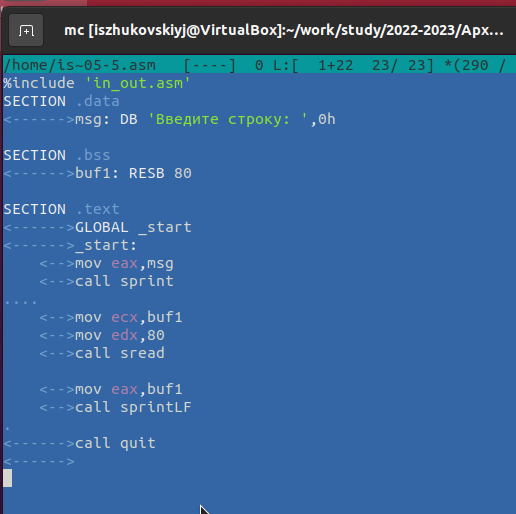 mc [iszhukovskiyj@VirtualBox]:~/work/study/2022-2023/Арх...
/home/is~05-5.asm   [----]  0 L:[  1+22  23/ 23] *(290 /
%include 'in_out.asm'
SECTION .data
<------>msg: DB 'Введите строку: ',0h
SECTION .bss
<------>buf1: RESB 80
SECTION .text
<------>GLOBAL _start
<------>_start:
    <-->mov eax,msg
    <-->call sprint
....
    <-->mov ecx,buf1
    <-->mov edx,80
    <-->call sread
    <-->mov eax,buf1
    <-->call sprintLF
.
<------>call quit
<------>